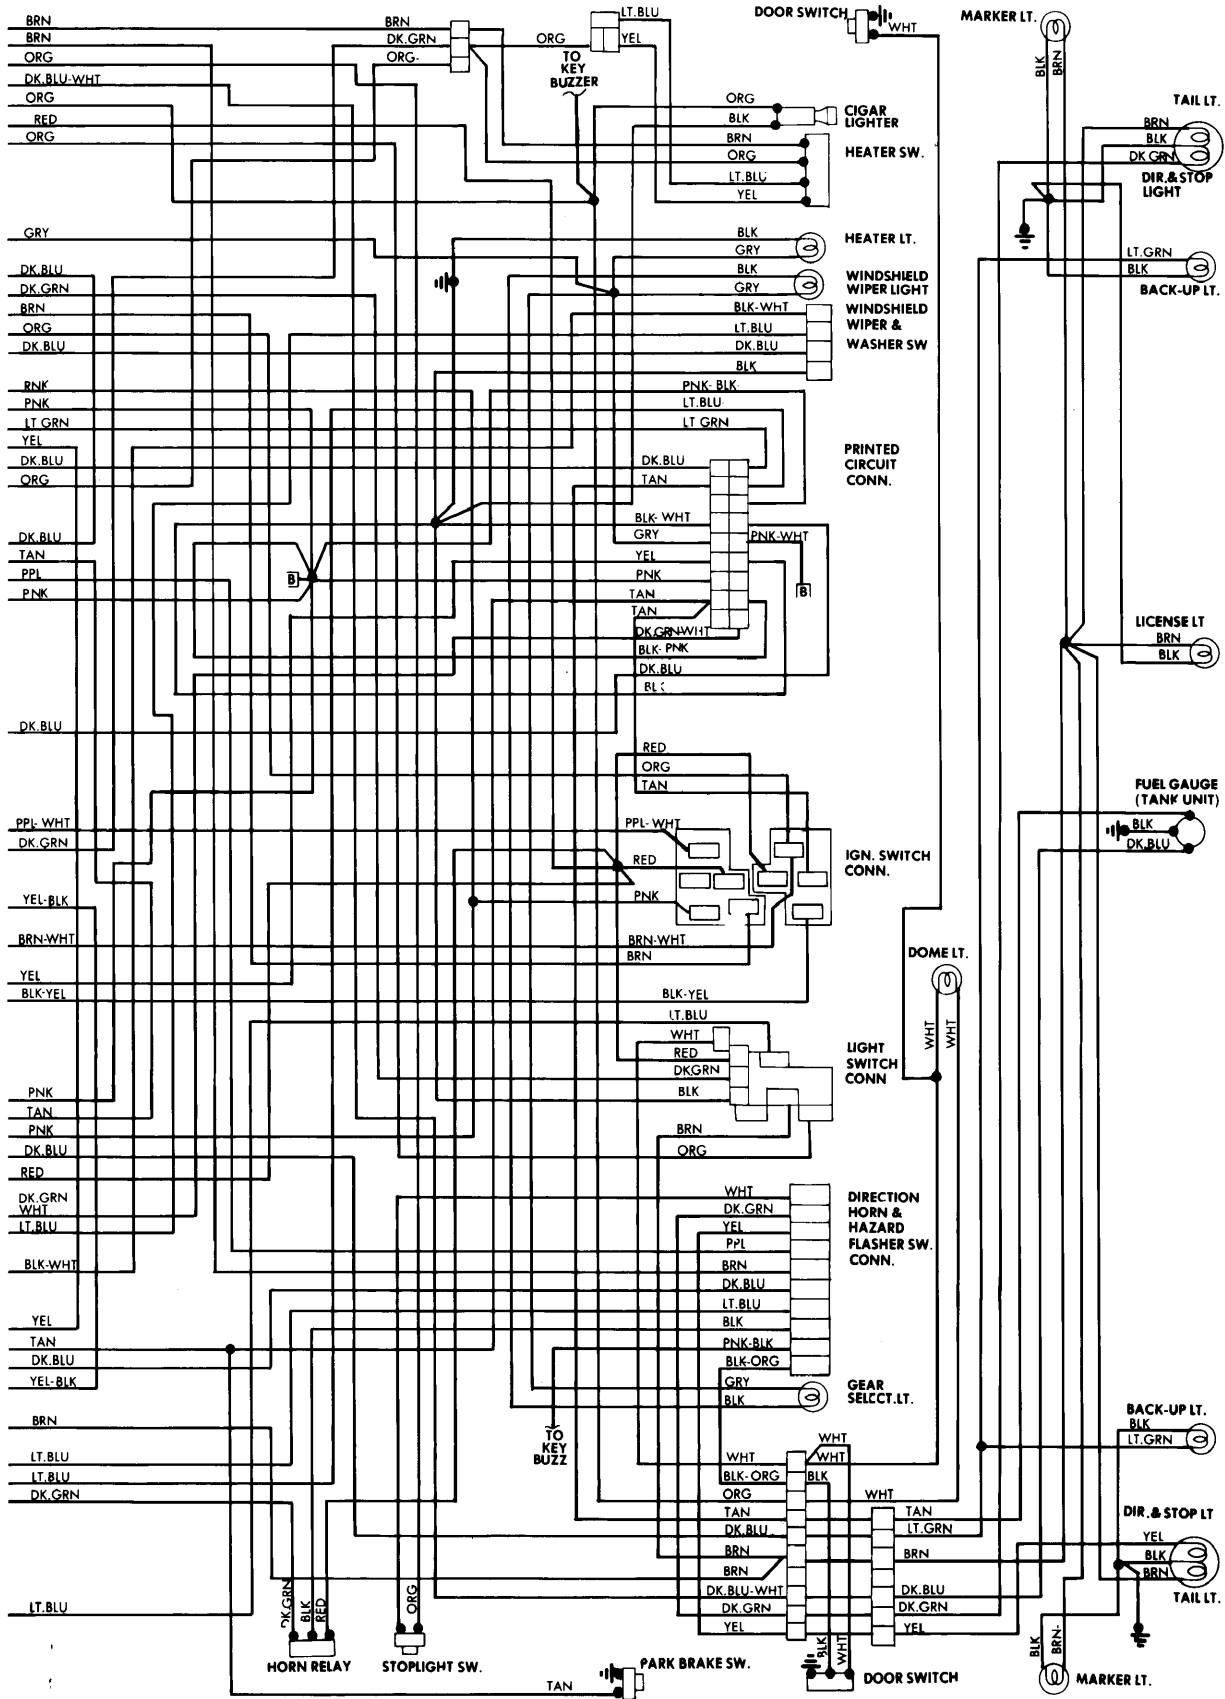 BRN
BRN
ORG
DK.BLU-WHT
ORG
RED
ORG
GRY
DK.BLU
DK.GRN
BRN
ORG
DK.BLU
RNK
PNK
LT GRN
YEL
DK.BLU
ORG
DK.BLU
TAN
PPL
PNK
DK.BLU
PPL-WHT
DK.GRN
YEL-BLK
BRN-WHT
YEL
BLK-YEL
PNK
TAN
PNK
DK.BLU
RED
DK.GRN
WHT
LT.BLU
BLK-WHT
YEL
TAN
DK.BLU
YEL-BLK
BRN
LT.BLU
LT.BLU
DK.GRN
LT.BLU
BRN
DK.GRN
ORG-
ORG
LT.BLU
YEL
TO
KEY
BUZZER
DOOR SWITCH
WHT
ORG
BLK
CIGAR
LIGHTER
BRN
ORG
LT.BLU
YEL
HEATER SW.
BLK
GRY
HEATER LT.
BLK
GRY
WINDSHIELD
WIPER LIGHT
BLK-WHT
LT.BLU
DK.BLU
BLK
WINDSHIELD
WIPER &
WASHER SW
PNK-BLK
LT.BLU
LT GRN
DK.BLU
TAN
BLK-WHT
GRY
YEL
PNK
TAN
TAN
DK.GRN-WHT
BLK-PNK
DK.BLU
BLK
PNK-WHT
B
B
PRINTED
CIRCUIT
CONN.
RED
ORG
TAN
PPL-WHT
RED
PNK
BRN-WHT
BRN
BLK-YEL
IGN. SWITCH
CONN.
LT.BLU
WHT
RED
DK.GRN
BLK
BRN
ORG
LIGHT
SWITCH
CONN
WHT
DK.GRN
YEL
PPL
BRN
DK.BLU
LT.BLU
BLK
PNK-BLK
BLK-ORG
DIRECTION
HORN &
HAZARD
FLASHER SW.
CONN.
GRY
BLK
GEAR
SELECT.LT.
TO
KEY
BUZZ
WHT
BLK-ORG
ORG
TAN
DK.BLU
BRN
BRN
DK.BLU-WHT
DK.GRN
YEL
WHT
WHT
BLK
WHT
TAN
LT.GRN
BRN
DK.BLU
DK.GRN
YEL
BLK
WHT
DOOR SWITCH
DK.GRN
BLK
RED
HORN RELAY
ORG
STOPLIGHT SW.
TAN
PARK BRAKE SW.
DOME LT.
WHT
WHT
MARKER LT.
BLK
BRN
TAIL LT.
BRN
BLK
DK GRN
DIR.& STOP
LIGHT
LT.GRN
BLK
BACK-UP LT.
LICENSE LT
BRN
BLK
FUEL GAUGE
(TANK UNIT)
BLK
DK.BLU
BACK-UP LT.
BLK
LT.GRN
DIR.& STOP LT
YEL
BLK
BRN
TAIL LT.
BLK
BRN-
MARKER LT.